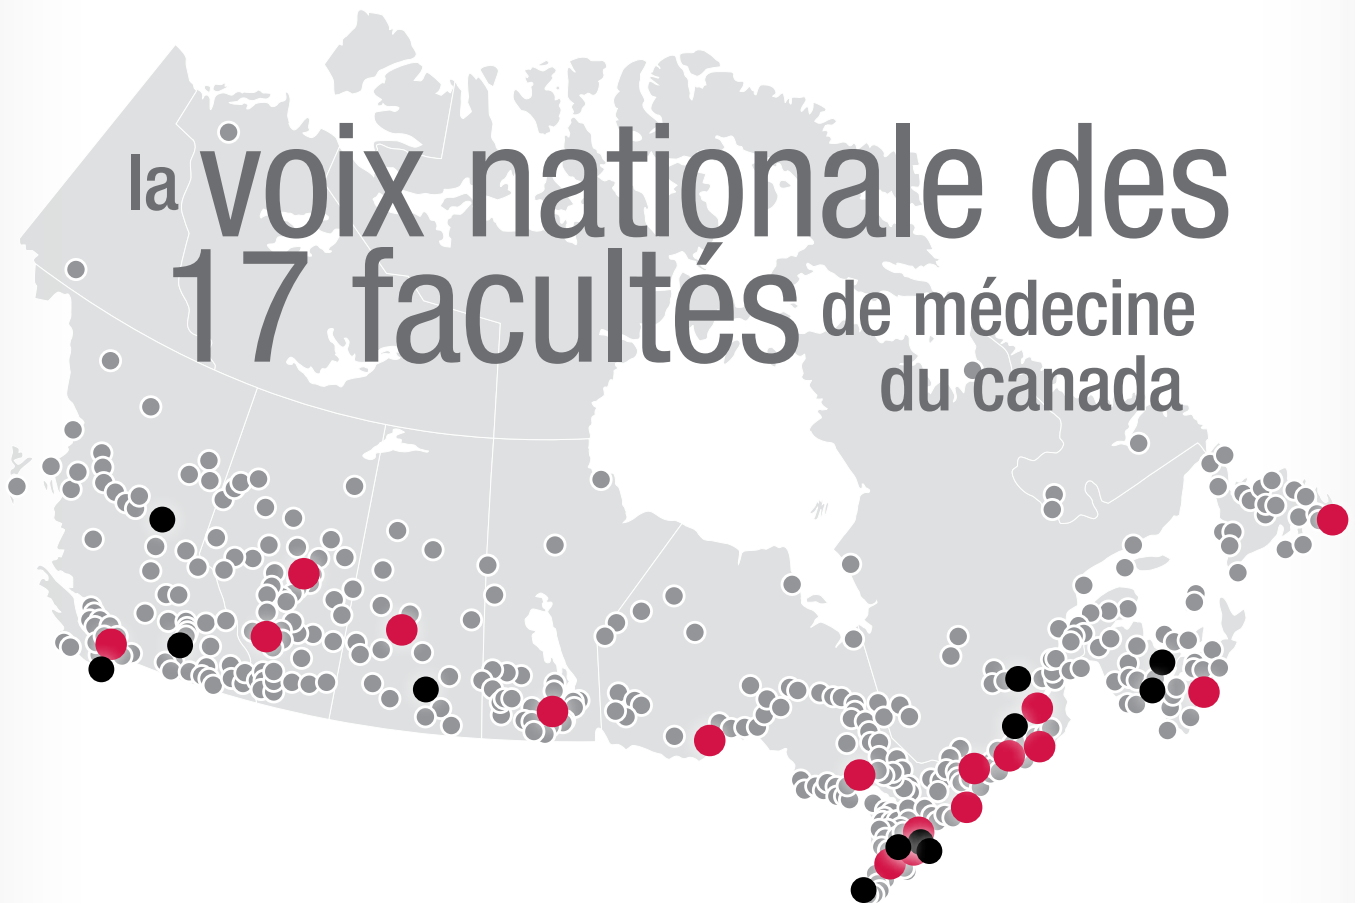 la voix nationale des
17 facultés de médecine
du canada